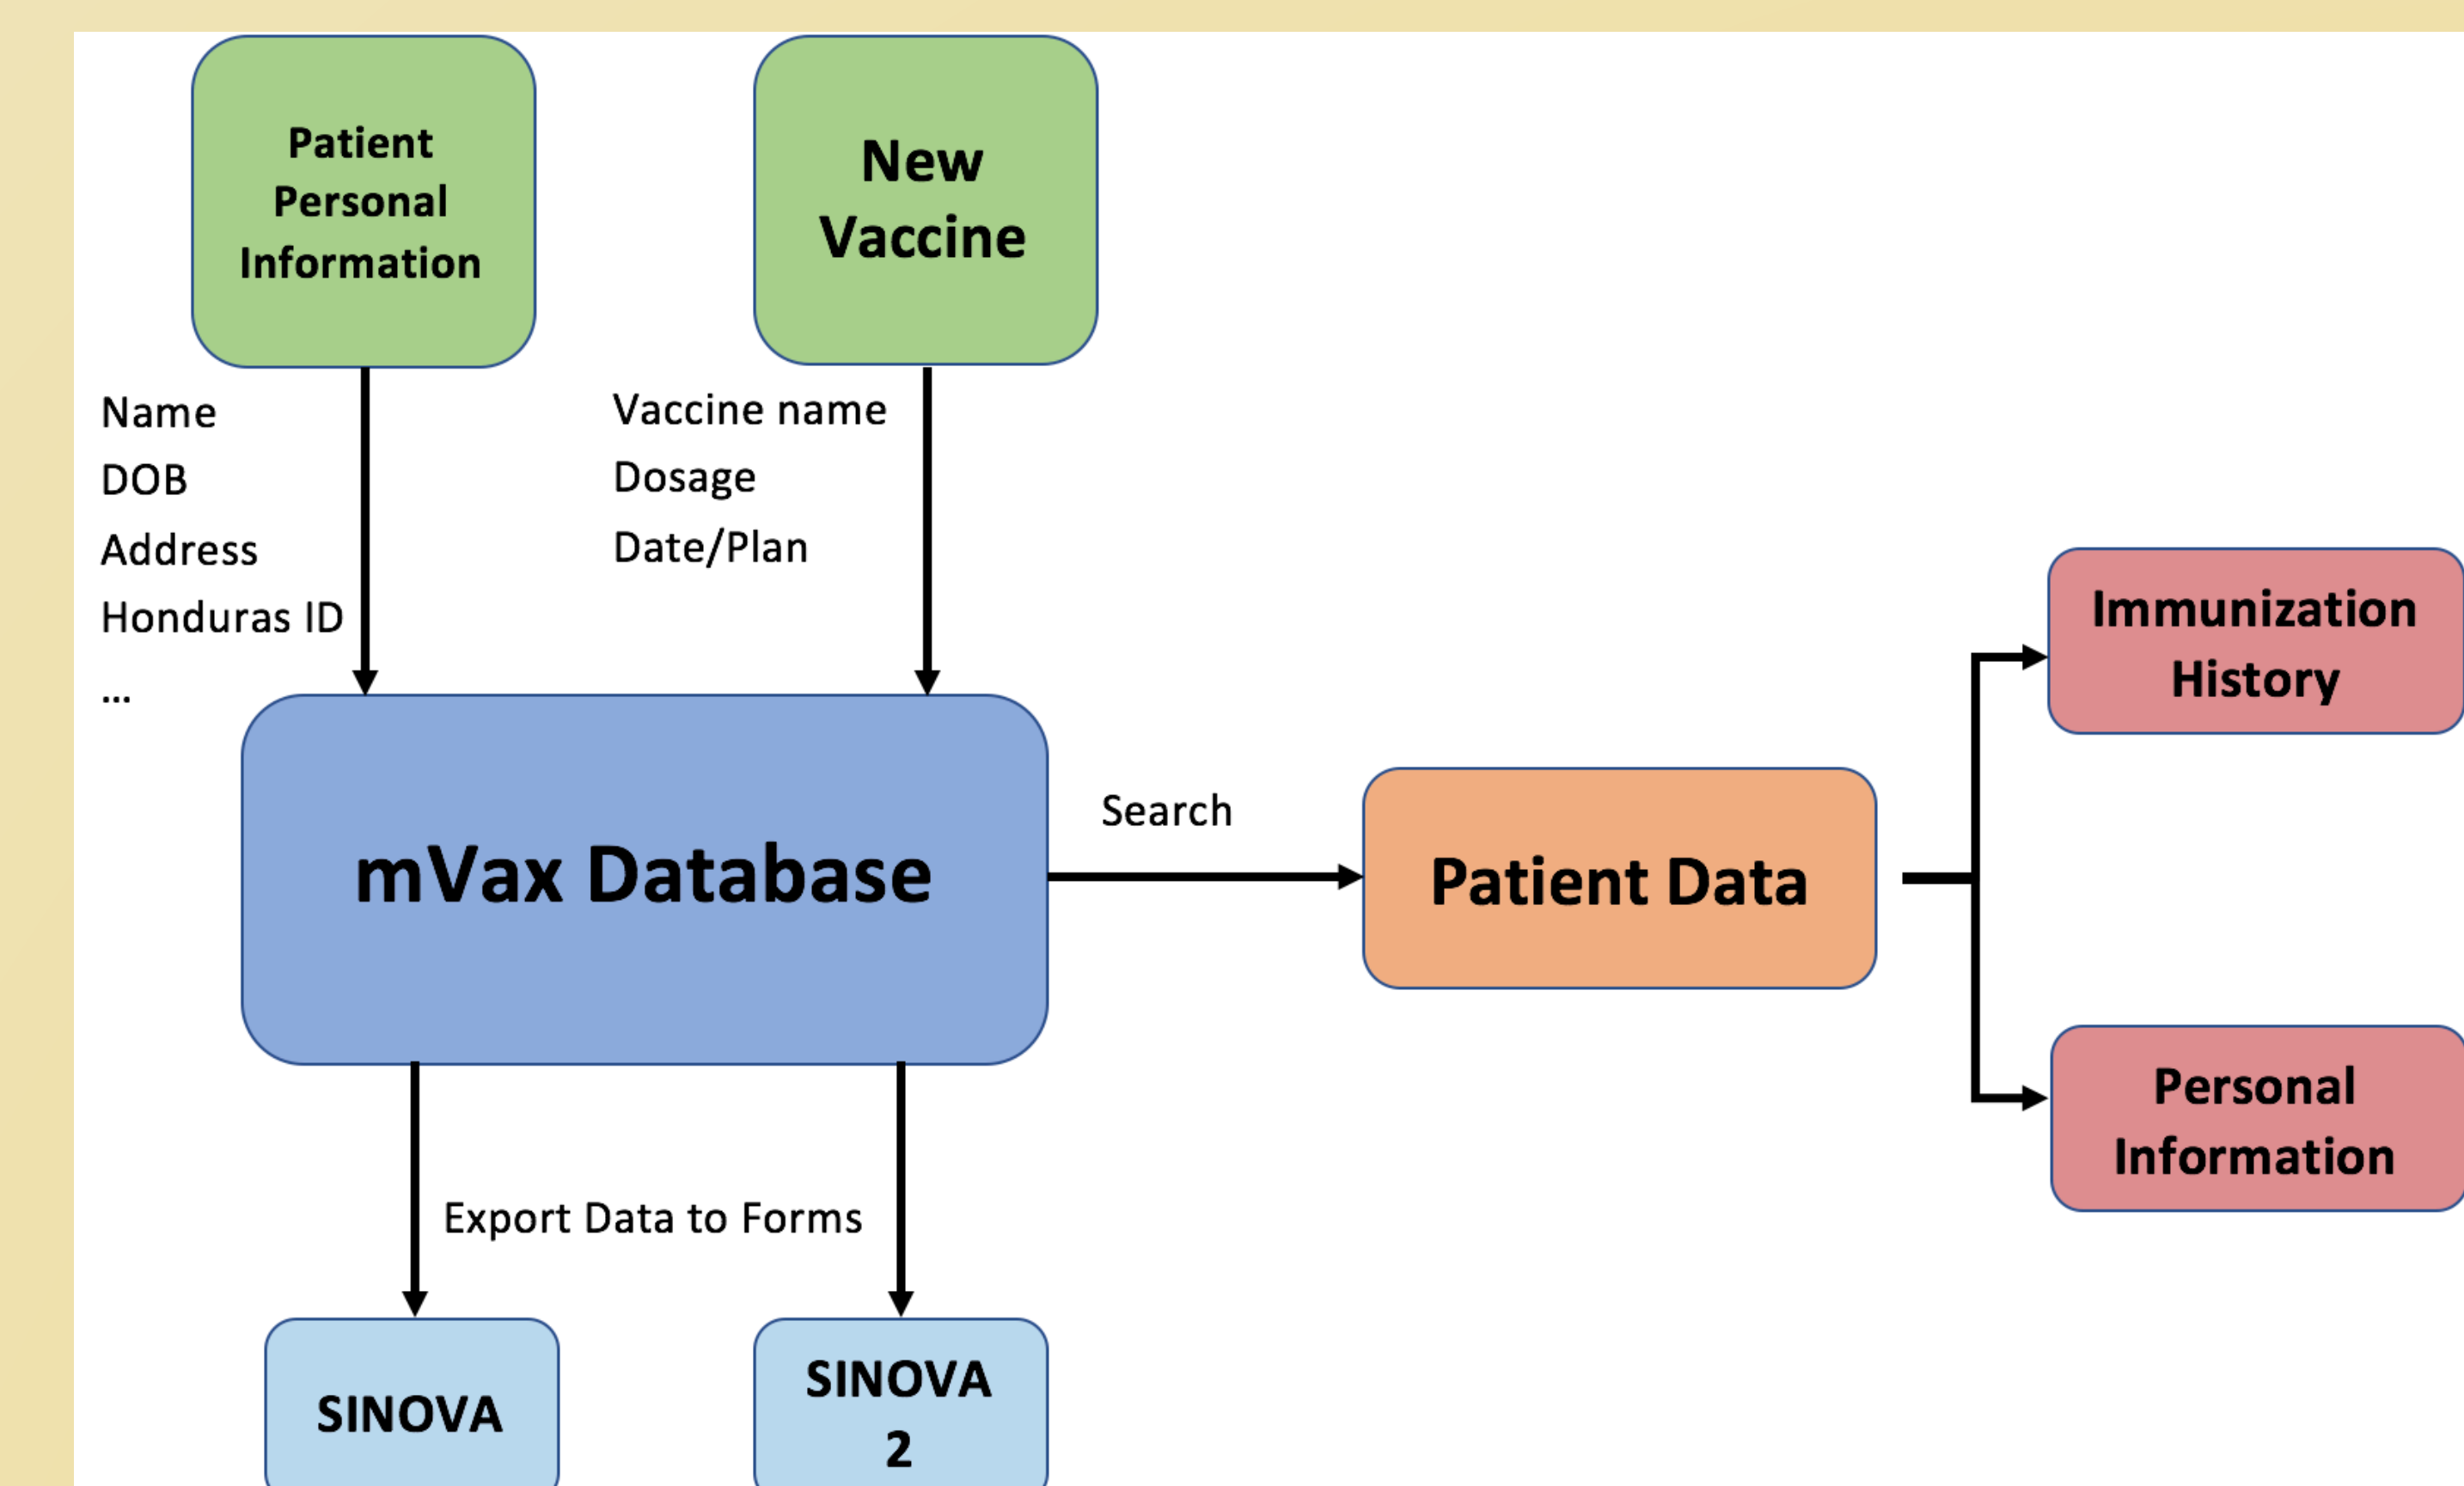 Patient
Personal
Information
New
Vaccine
Name
DOB
Address
Honduras ID
...
Vaccine name
Dosage
Date/Plan
mVax Database
Search
Patient Data
Immunization
History
Personal
Information
Export Data to Forms
SINOVA
SINOVA
2